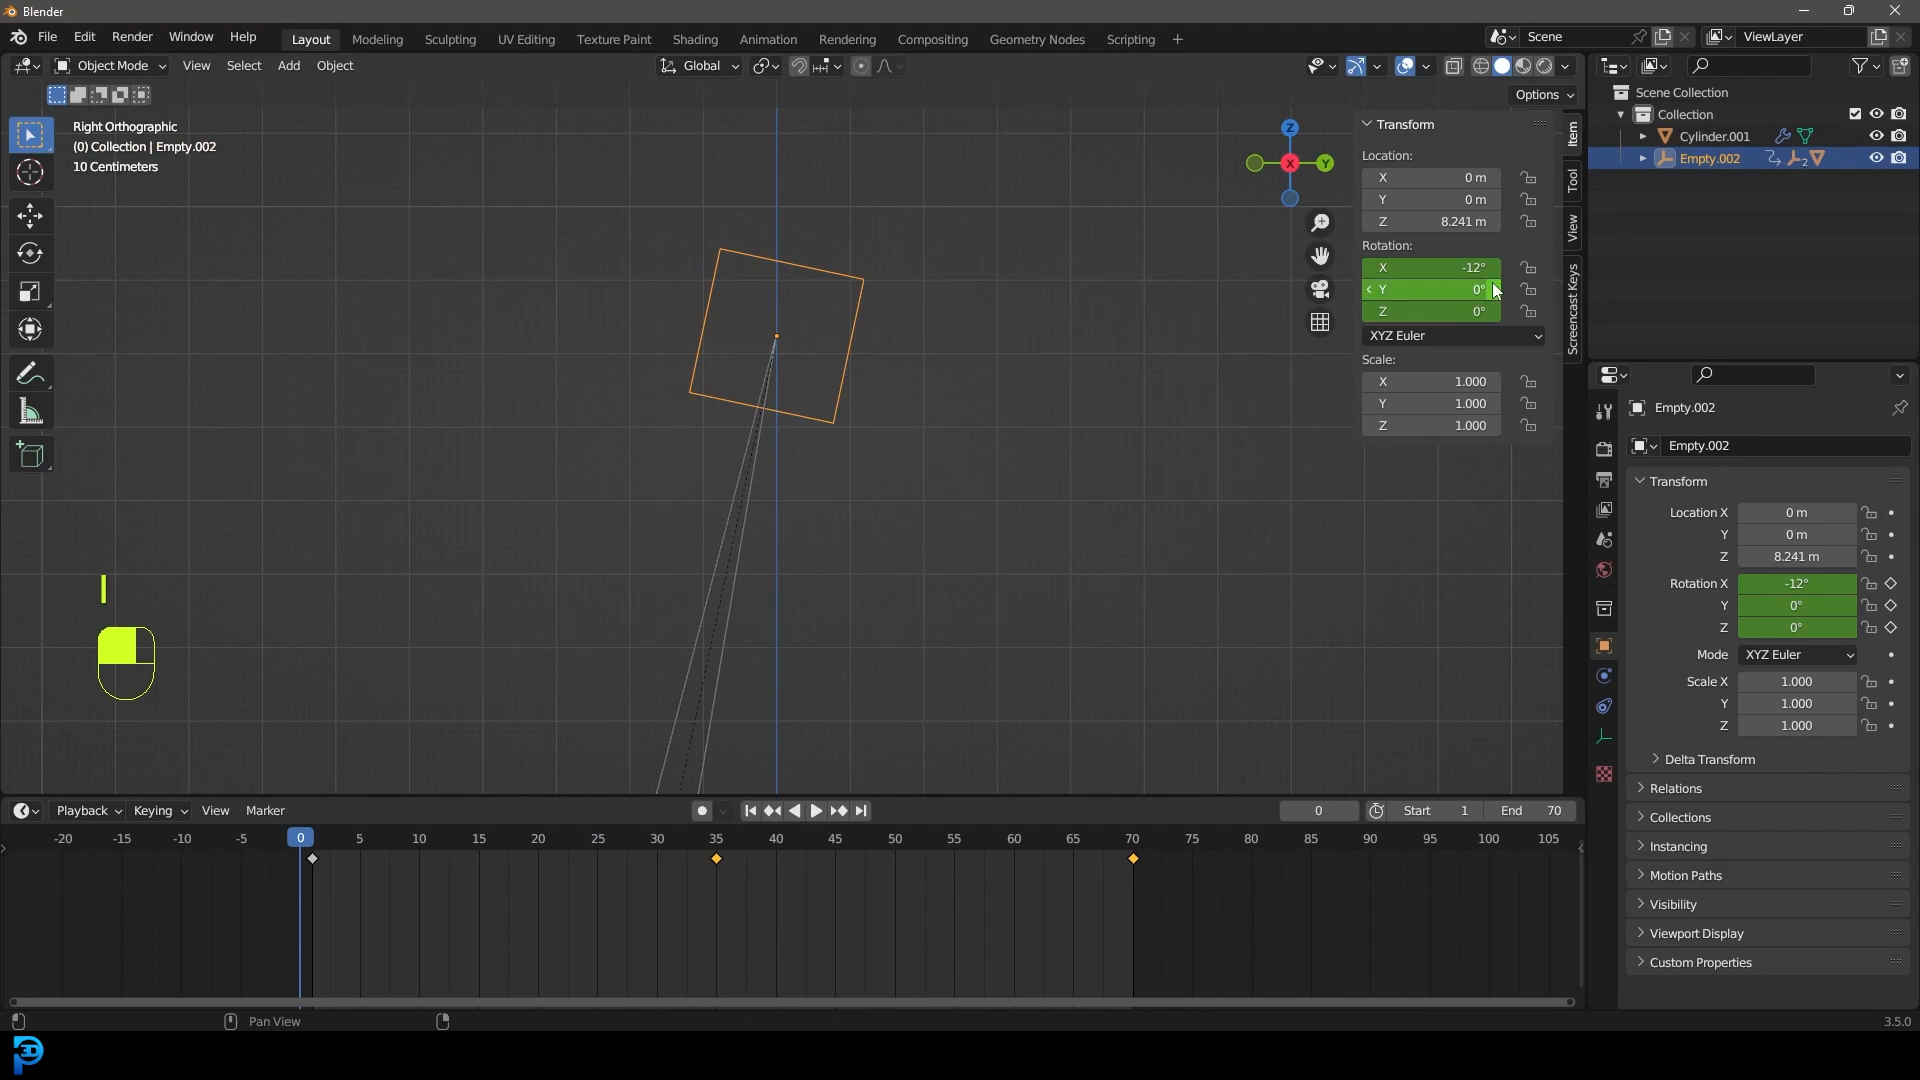 Blender
File Edit Render Window Help Layout Modeling Sculpting UV Editing Texture Paint Shading Animation Rendering Compositing Geometry Nodes Scripting + Scene ViewLayer
Object Mode View Select Add Object Global
Options
Right Orthographic
(0) Collection | Empty.002
10 Centimeters
Z
X
Y
Transform
Location:
X 0 m
Y 0 m
Z 8.241 m
Rotation:
X -12°
Y 0°
Z 0°
XYZ Euler
Scale:
X 1.000
Y 1.000
Z 1.000
Item
Tool
View
Screencast Keys
Scene Collection
Collection
Cylinder.001
Empty.002 2
Empty.002
Empty.002
Transform
Location X 0 m
Y 0 m
Z 8.241 m
Rotation X -12°
Y 0°
Z 0°
Mode XYZ Euler
Scale X 1.000
Y 1.000
Z 1.000
Delta Transform
Relations
Collections
Instancing
Motion Paths
Visibility
Viewport Display
Custom Properties
I
Playback Keying View Marker 0 Start 1 End 70
-20 -15 -10 -5 0 5 10 15 20 25 30 35 40 45 50 55 60 65 70 75 80 85 90 95 100 105
Pan View
3.5.0